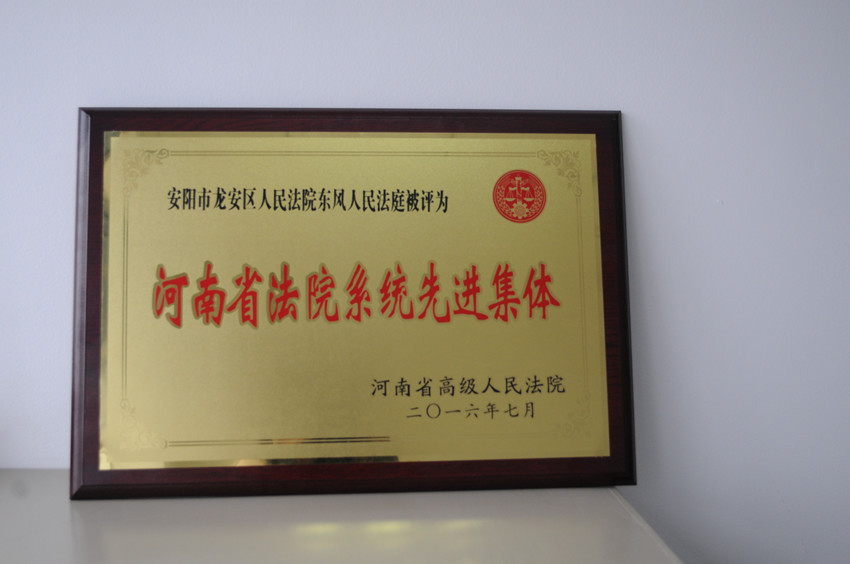 安阳市龙安区人民法院东风人民法庭被评为
河南省法院系统先进集体
河南省高级人民法院
二〇一六年七月